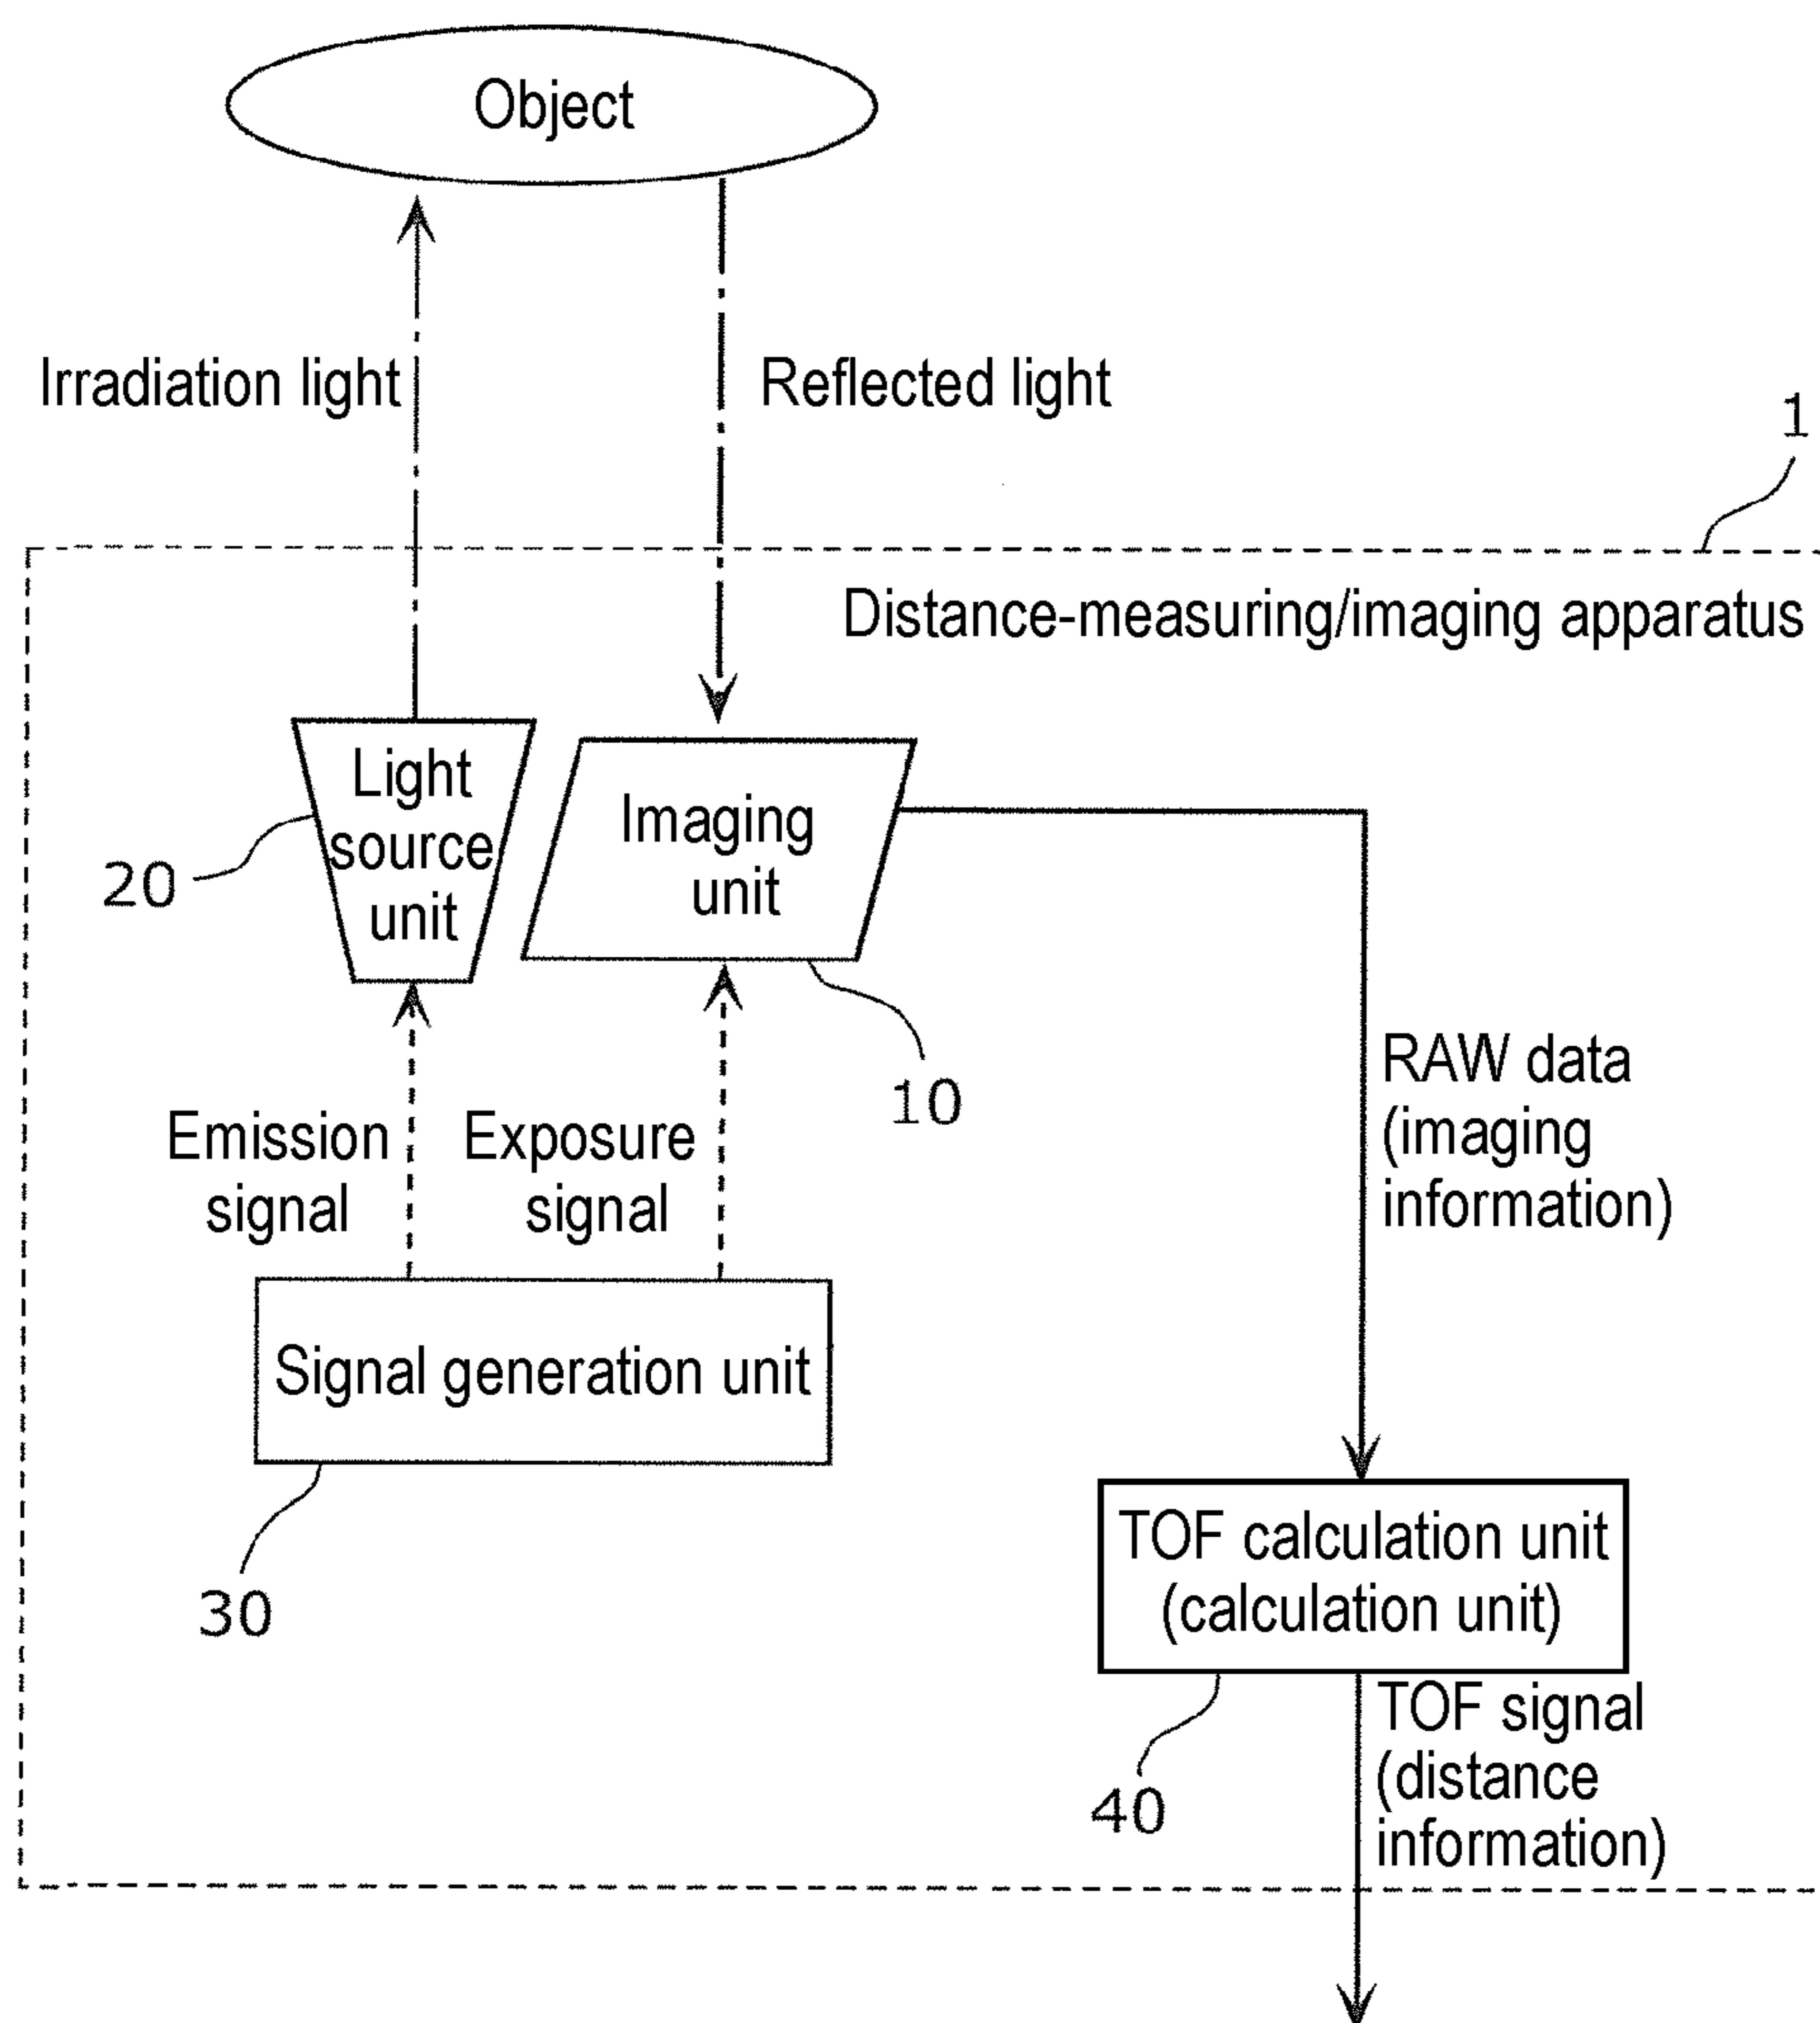 Object
Irradiation light
Reflected light
1
Distance-measuring/imaging apparatus
Light
source
unit
20
Imaging
unit
10
Emission
signal
Exposure
signal
RAW data
(imaging
information)
Signal generation unit
30
TOF calculation unit
(calculation unit)
40
TOF signal
(distance
information)